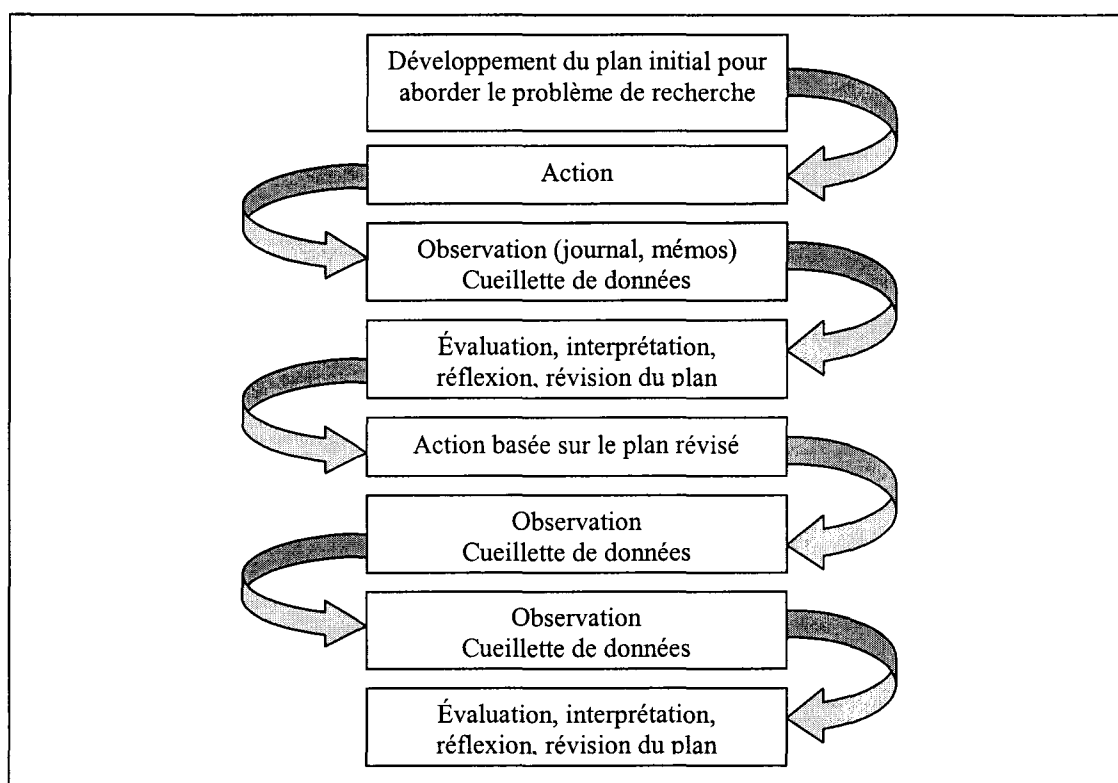 Développement du plan initial pour
aborder le problème de recherche
Action
Observation (journal, mémos)
Cueillette de données
Évaluation, interprétation,
réflexion, révision du plan
Action basée sur le plan révisé
Observation
Cueillette de données
Observation
Cueillette de données
Évaluation, interprétation,
réflexion, révision du plan